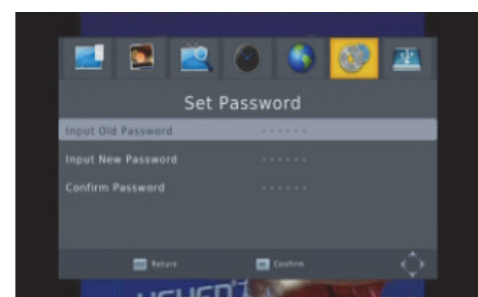 Set Password
Input Old Password ······
Input New Password ······
Confirm Password ······
Return Confirm